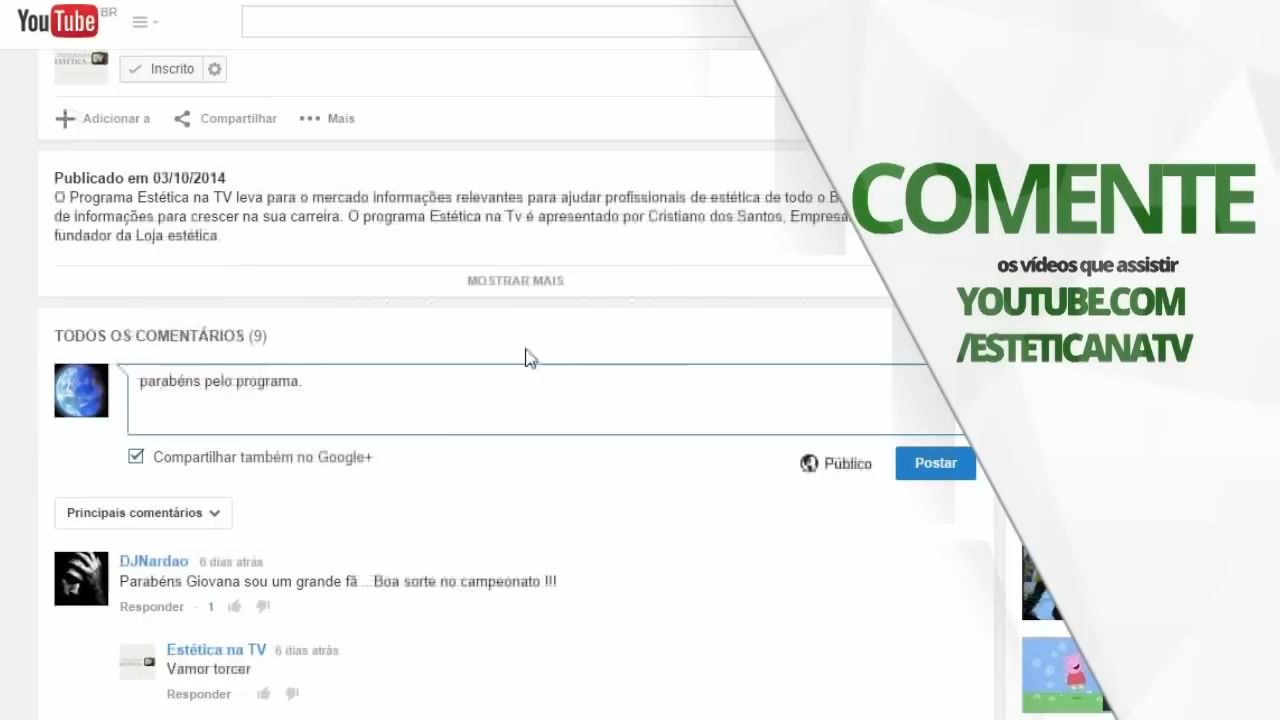 YouTube BR
ESTÉTICA
Inscrito
Adicionar a Compartilhar Mais
Publicado em 03/10/2014
O Programa Estética na TV leva para o mercado informações relevantes para ajudar profissionais de estética de todo o B
de informações para crescer na sua carreira. O programa Estética na Tv é apresentado por Cristiano dos Santos, Empresa
fundador da Loja estética.
MOSTRAR MAIS
TODOS OS COMENTÁRIOS (9)
parabéns pelo programa.
Compartilhar também no Google+
Público Postar
Principais comentários
DJNardao 6 dias atrás
Parabéns Giovana sou um grande fã... Boa sorte no campeonato !!!
Responder · 1
Estética na TV 6 dias atrás
Vamor torcer
Responder ·
COMENTE
os vídeos que assistir
YOUTUBE.COM
/ESTETICANATV